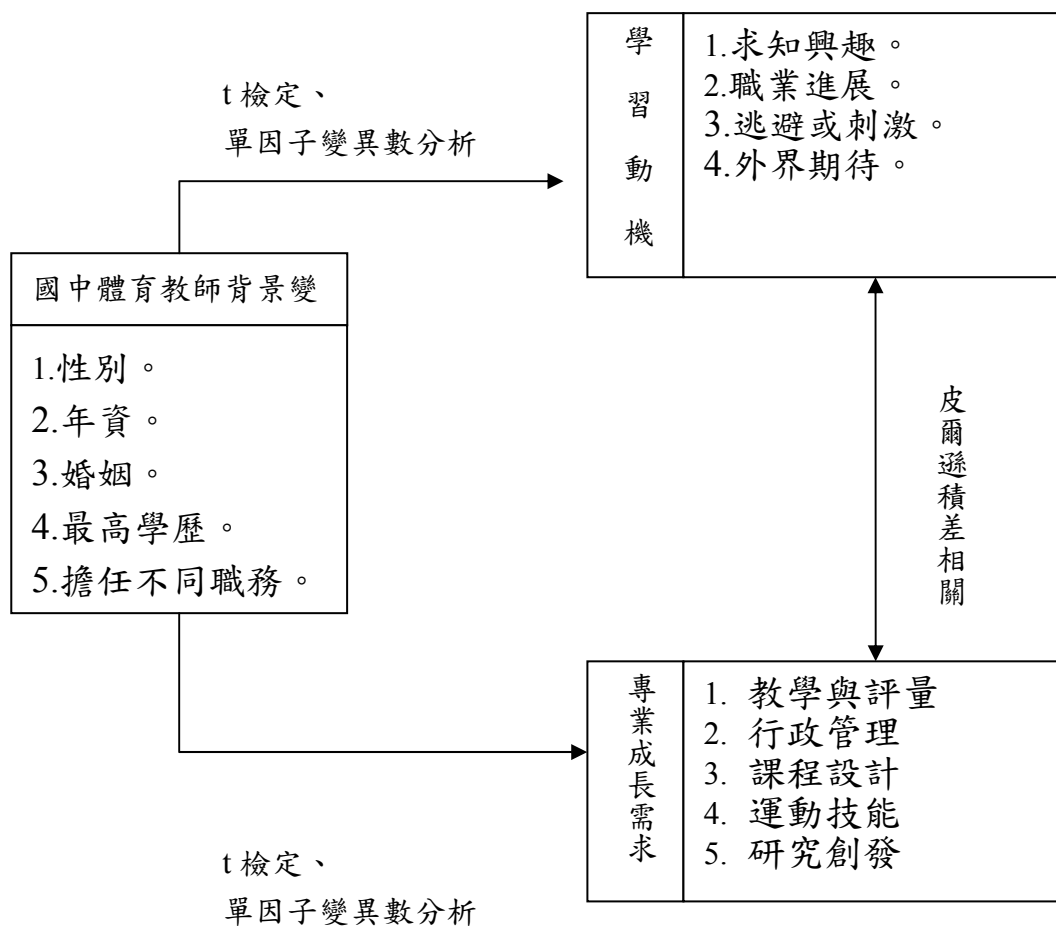 t 檢定、
單因子變異數分析
學習動機
1.求知興趣。
2.職業進展。
3.逃避或刺激。
4.外界期待。
國中體育教師背景變
1.性別。
2.年資。
3.婚姻。
4.最高學歷。
5.擔任不同職務。
皮爾遜積差相關
專業成長需求
1. 教學與評量
2. 行政管理
3. 課程設計
4. 運動技能
5. 研究創發
t 檢定、
單因子變異數分析